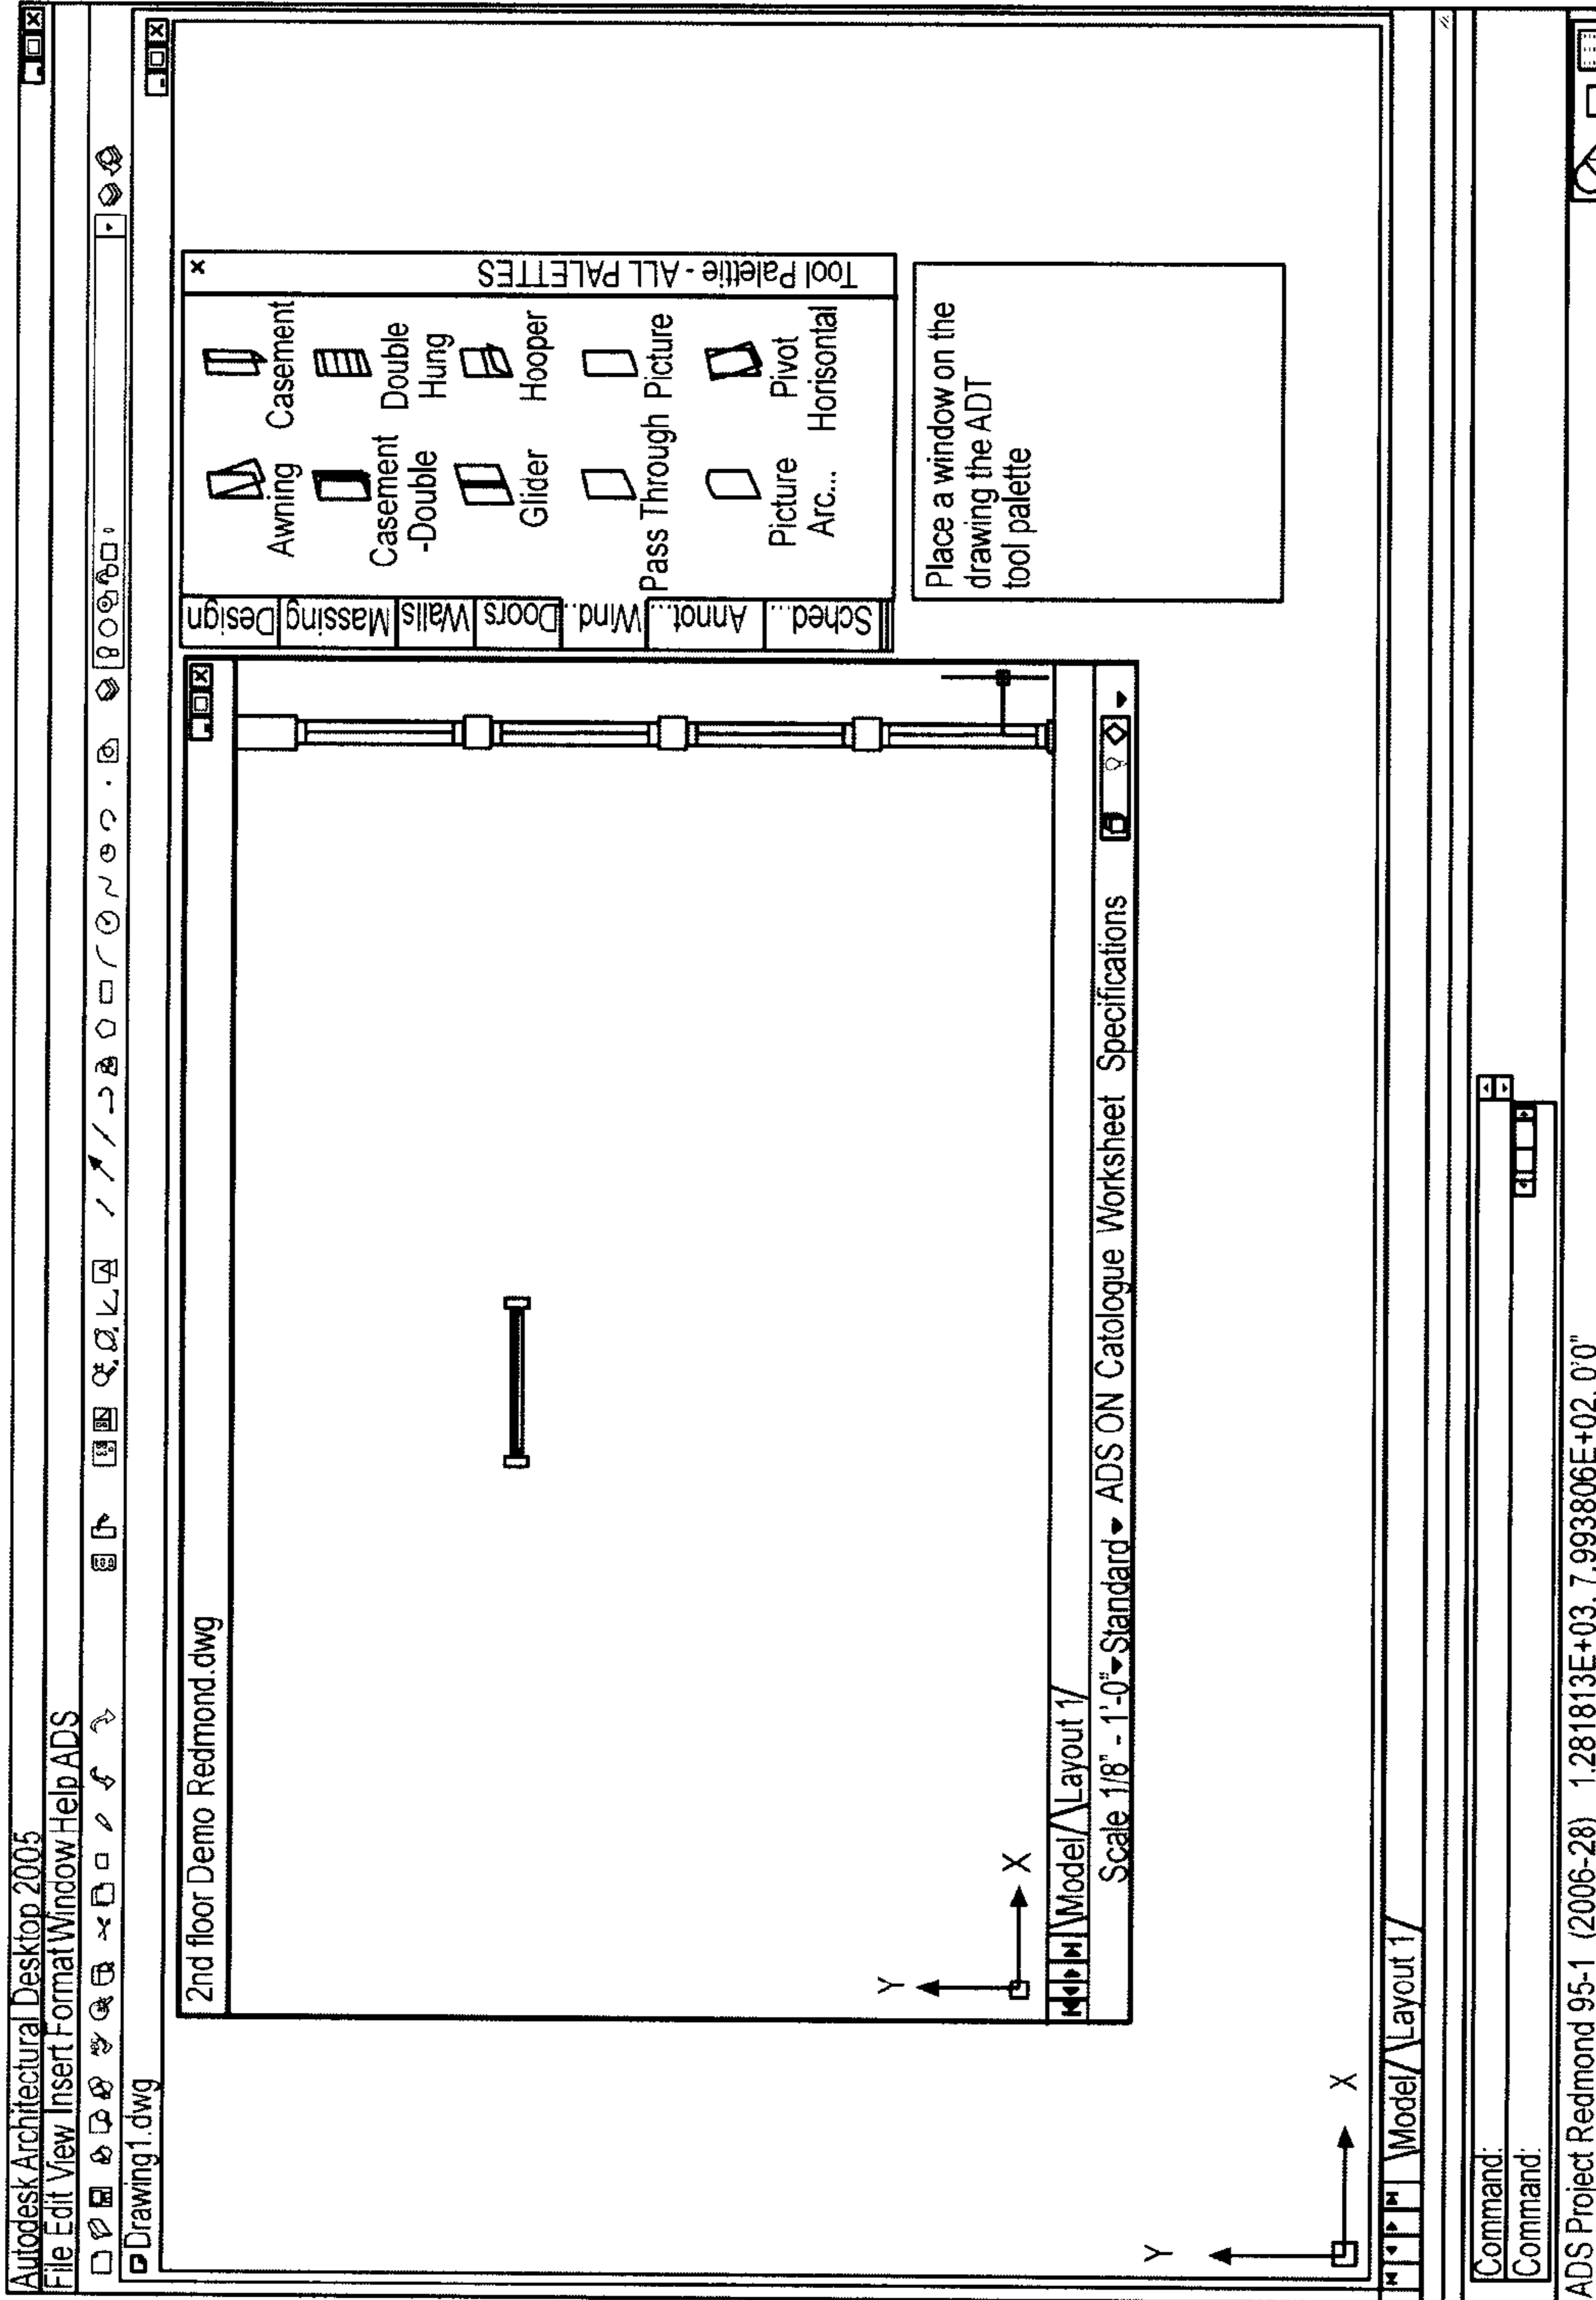 Autodesk Architectural Desktop 2005
File Edit View Insert Format Window Help ADS
ABC
Drawing1.dwg
2nd floor Demo Redmond.dwg
Y
X
Model
Layout 1
Scale 1/8" - 1'-0" Standard ADS ON Catologue Worksheet Specifications
Design
Massing
Walls
Doors
Wind...
Annot...
Sched...
Awning
Casement
Casement
-Double
Double
Hung
Glider
Hooper
Pass Through
Picture
Picture
Arc...
Pivot
Horisontal
Tool Palettie - ALL PALETTES
Place a window on the
drawing the ADT
tool palette
Y
X
Model
Layout 1
Command:
Command:
ADS Project Redmond 95-1 (2006-28) 1.281813E+03, 7.993806E+02, 0'0"